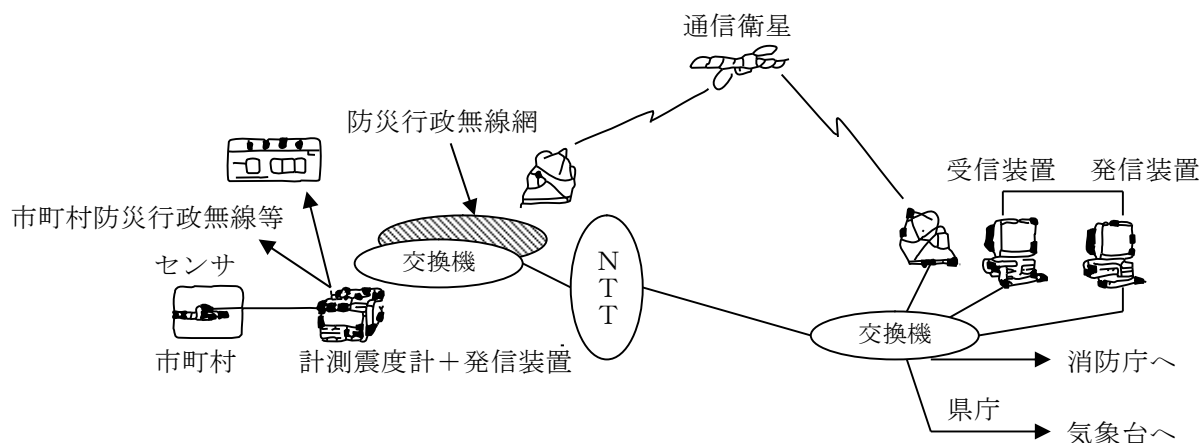 通信衛星
防災行政無線網
受信装置
発信装置
市町村防災行政無線等
センサ
交換機
NTT
交換機
市町村
計測震度計＋発信装置
消防庁へ
県庁
気象台へ